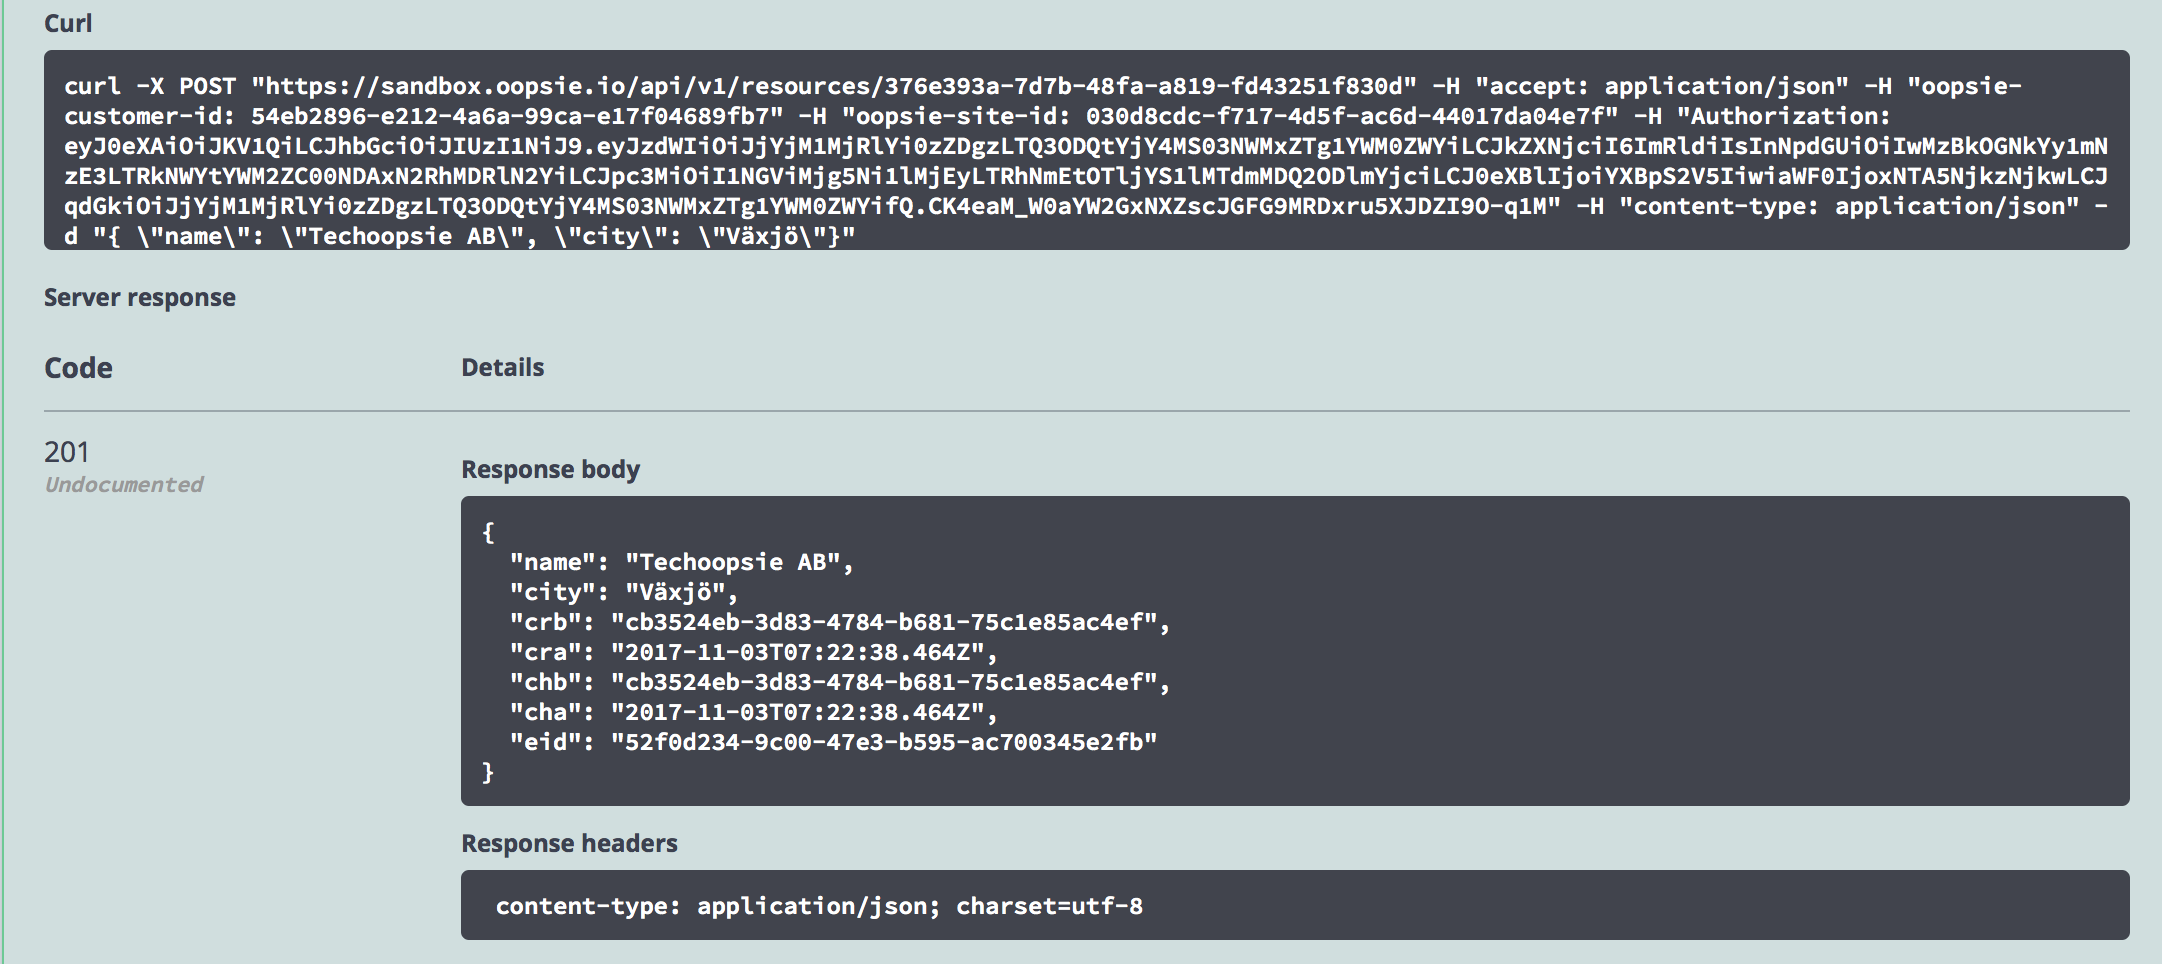 Curl
curl -X POST "https://sandbox.oopsie.io/api/v1/resources/376e393a-7d7b-48fa-a819-fd43251f830d" -H "accept: application/json" -H "oopsie-
customer-id: 54eb2896-e212-4a6a-99ca-e17f04689fb7" -H "oopsie-site-id: 030d8cdc-f717-4d5f-ac6d-44017da04e7f" -H "Authorization:
eyJ0eXAiOiJKV1QiLCJhbGciOiJIUzI1NiJ9.eyJzdWIiOiJjYjM1MjRlYi0zZDgzLTQ3ODQtYjY4MS03NWMxZTg1YWM0ZWYiLCJkZXNjciI6ImRldiIsInNpdGUiOiIwMzBkOGNkYy1mN
zE3LTRkNWYtYWM2ZC00NDAxN2RhMDRlN2YiLCJpc3MiOiI1NGViMjg5Ni1lMjEyLTRhNmEtOTljYS1lMTdmMDQ2ODlmYjciLCJ0eXBlIjoiYXBpS2V5IiwiaWF0IjoxNTA5NjkzNjkwLCJ
qdGkiOiJjYjM1MjRlYi0zZDgzLTQ3ODQtYjY4MS03NWMxZTg1YWM0ZWYifQ.CK4eaM_W0aYW2GxNXZscJGFG9MRDxru5XJDZI9O-q1M" -H "content-type: application/json" -
d "{ \"name\": \"Techoopsie AB\", \"city\": \"Växjö\"}"
Server response
Code Details
201
Undocumented
Response body
{
"name": "Techoopsie AB",
"city": "Växjö",
"crb": "cb3524eb-3d83-4784-b681-75c1e85ac4ef",
"cra": "2017-11-03T07:22:38.464Z",
"chb": "cb3524eb-3d83-4784-b681-75c1e85ac4ef",
"cha": "2017-11-03T07:22:38.464Z",
"eid": "52f0d234-9c00-47e3-b595-ac700345e2fb"
}
Response headers
content-type: application/json; charset=utf-8